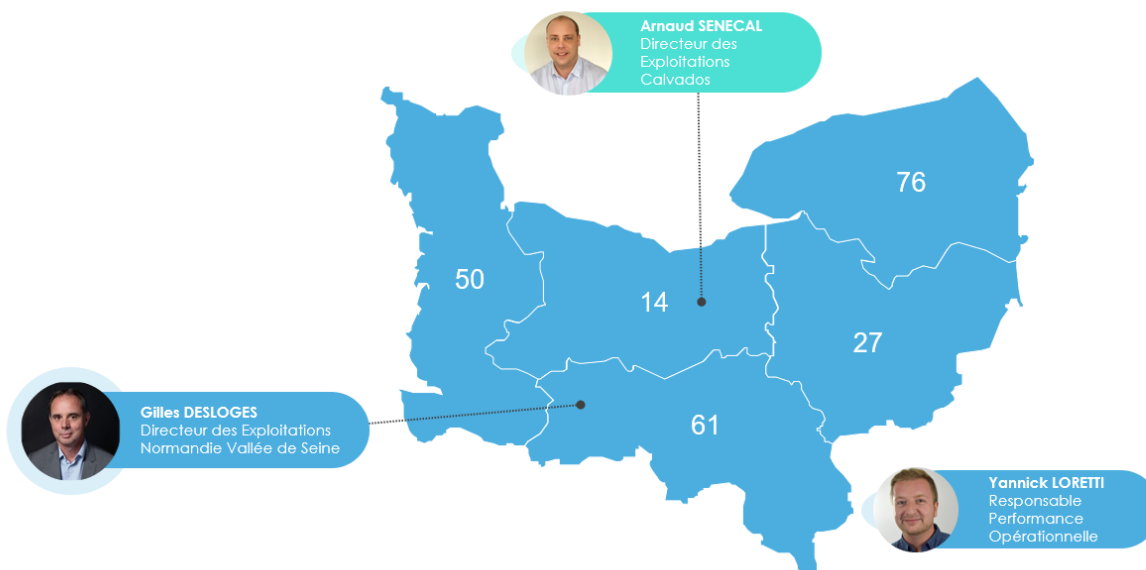 Arnaud SENECAL
Directeur des
Exploitations
Calvados
76
50
14
27
Gilles DESLOGES
Directeur des Exploitations
Normandie Vallée de Seine
61
Yannick LORETTI
Responsable
Performance
Opérationnelle